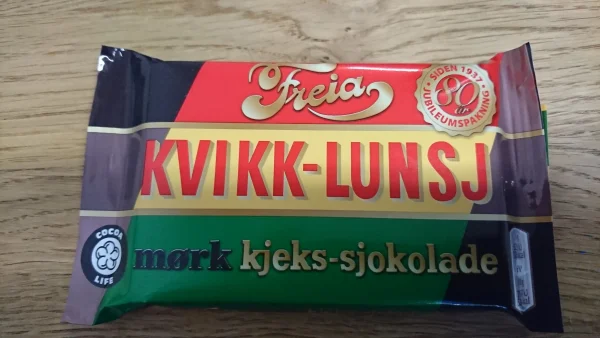 Freia
SIDEN 1937
80
år
JUBILEUMSPAKNING
KVIKK-LUNSJ
mørk kjeks-sjokolade
COCOA
LIFE